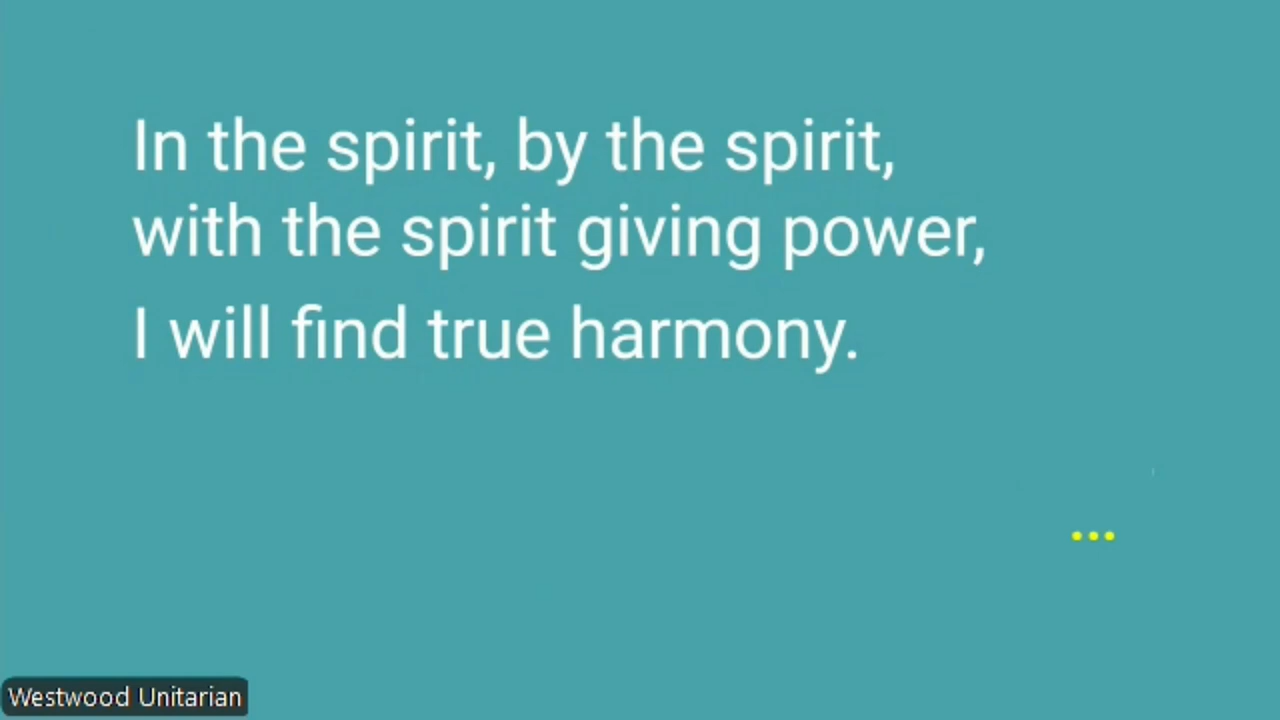 In the spirit, by the spirit,
with the spirit giving power,
I will find true harmony.
...
Westwood Unitarian